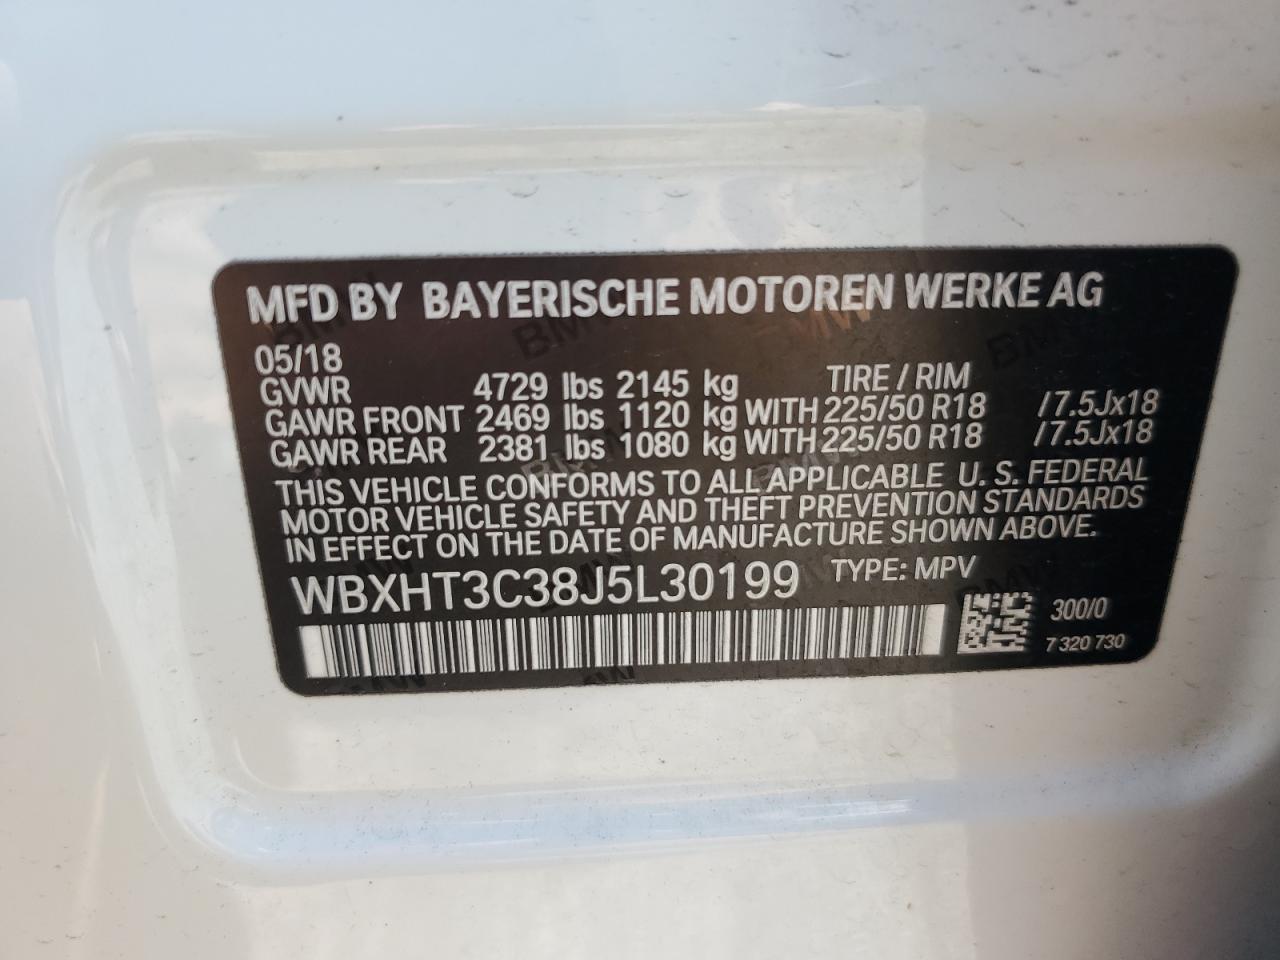 MFD BY BAYERISCHE MOTOREN WERKE AG
05/18
TIRE / RIM
GVWR 4729 lbs 2145 kg
GAWR FRONT 2469 lbs 1120 kg WITH 225/50 R18 /7.5Jx18
GAWR REAR 2381 lbs 1080 kg WITH 225/50 R18 /7.5Jx18
THIS VEHICLE CONFORMS TO ALL APPLICABLE U. S. FEDERAL
MOTOR VEHICLE SAFETY AND THEFT PREVENTION STANDARDS
IN EFFECT ON THE DATE OF MANUFACTURE SHOWN ABOVE.
WBXHT3C38J5L30199 TYPE: MPV
300/0
7 320 730